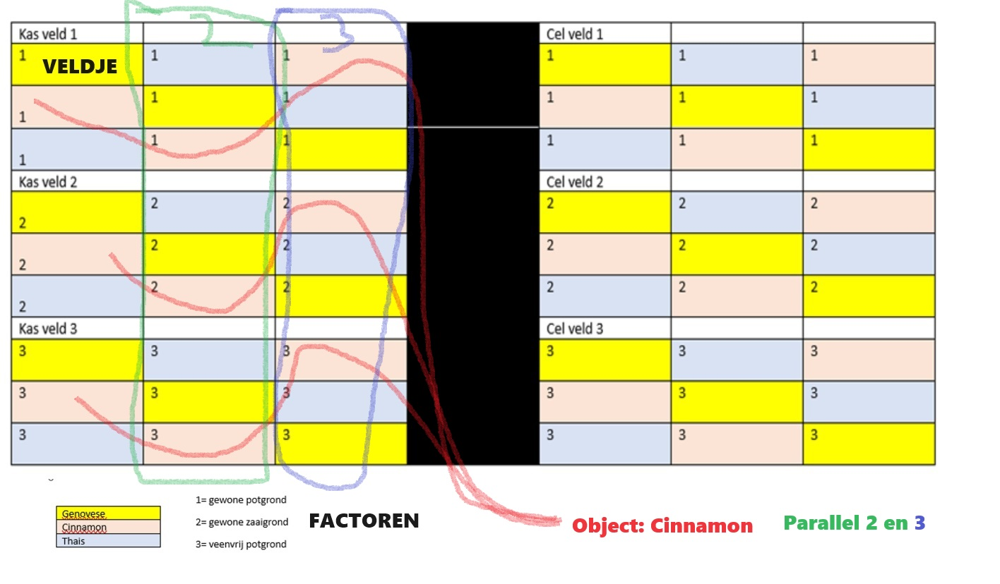 2 3
Kas veld 1 Cel veld 1
1 VELDJE 1 1 1 1 1
1 1 1 1 1 1
1 1 1 1 1 1
Kas veld 2 Cel veld 2
2 2 2 2 2 2
2 2 2 2 2 2
2 2 2 2 2 2
Kas veld 3 Cel veld 3
3 3 3 3 3 3
3 3 3 3 3 3
3 3 3 3 3 3
Genovese
Cinnamon
Thais
1= gewone potgrond
2= gewone zaaigrond
3= veenvrij potgrond
FACTOREN
Object: Cinnamon
Parallel 2 en 3